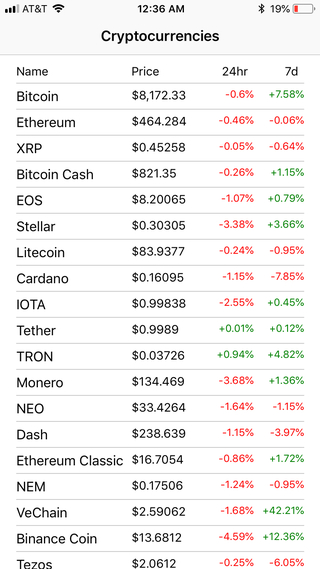 AT&T 12:36 AM 19%
Cryptocurrencies
Name Price 24hr 7d
Bitcoin $8,172.33 -0.6% +7.58%
Ethereum $464.284 -0.46% -0.06%
XRP $0.45258 -0.05% -0.64%
Bitcoin Cash $821.35 -0.26% +1.15%
EOS $8.20065 -1.07% +0.79%
Stellar $0.30305 -3.38% +3.66%
Litecoin $83.9377 -0.24% -0.95%
Cardano $0.16095 -1.15% -7.85%
IOTA $0.99838 -2.55% +0.45%
Tether $0.9989 +0.01% +0.12%
TRON $0.03726 +0.94% +4.82%
Monero $134.469 -3.68% +1.36%
NEO $33.4264 -1.64% -1.15%
Dash $238.639 -1.15% -3.97%
Ethereum Classic $16.7054 -0.86% +1.72%
NEM $0.17506 -1.24% -0.95%
VeChain $2.59062 -1.68% +42.21%
Binance Coin $13.6812 -4.59% +12.36%
Tezos $2.0612 -0.25% -6.05%